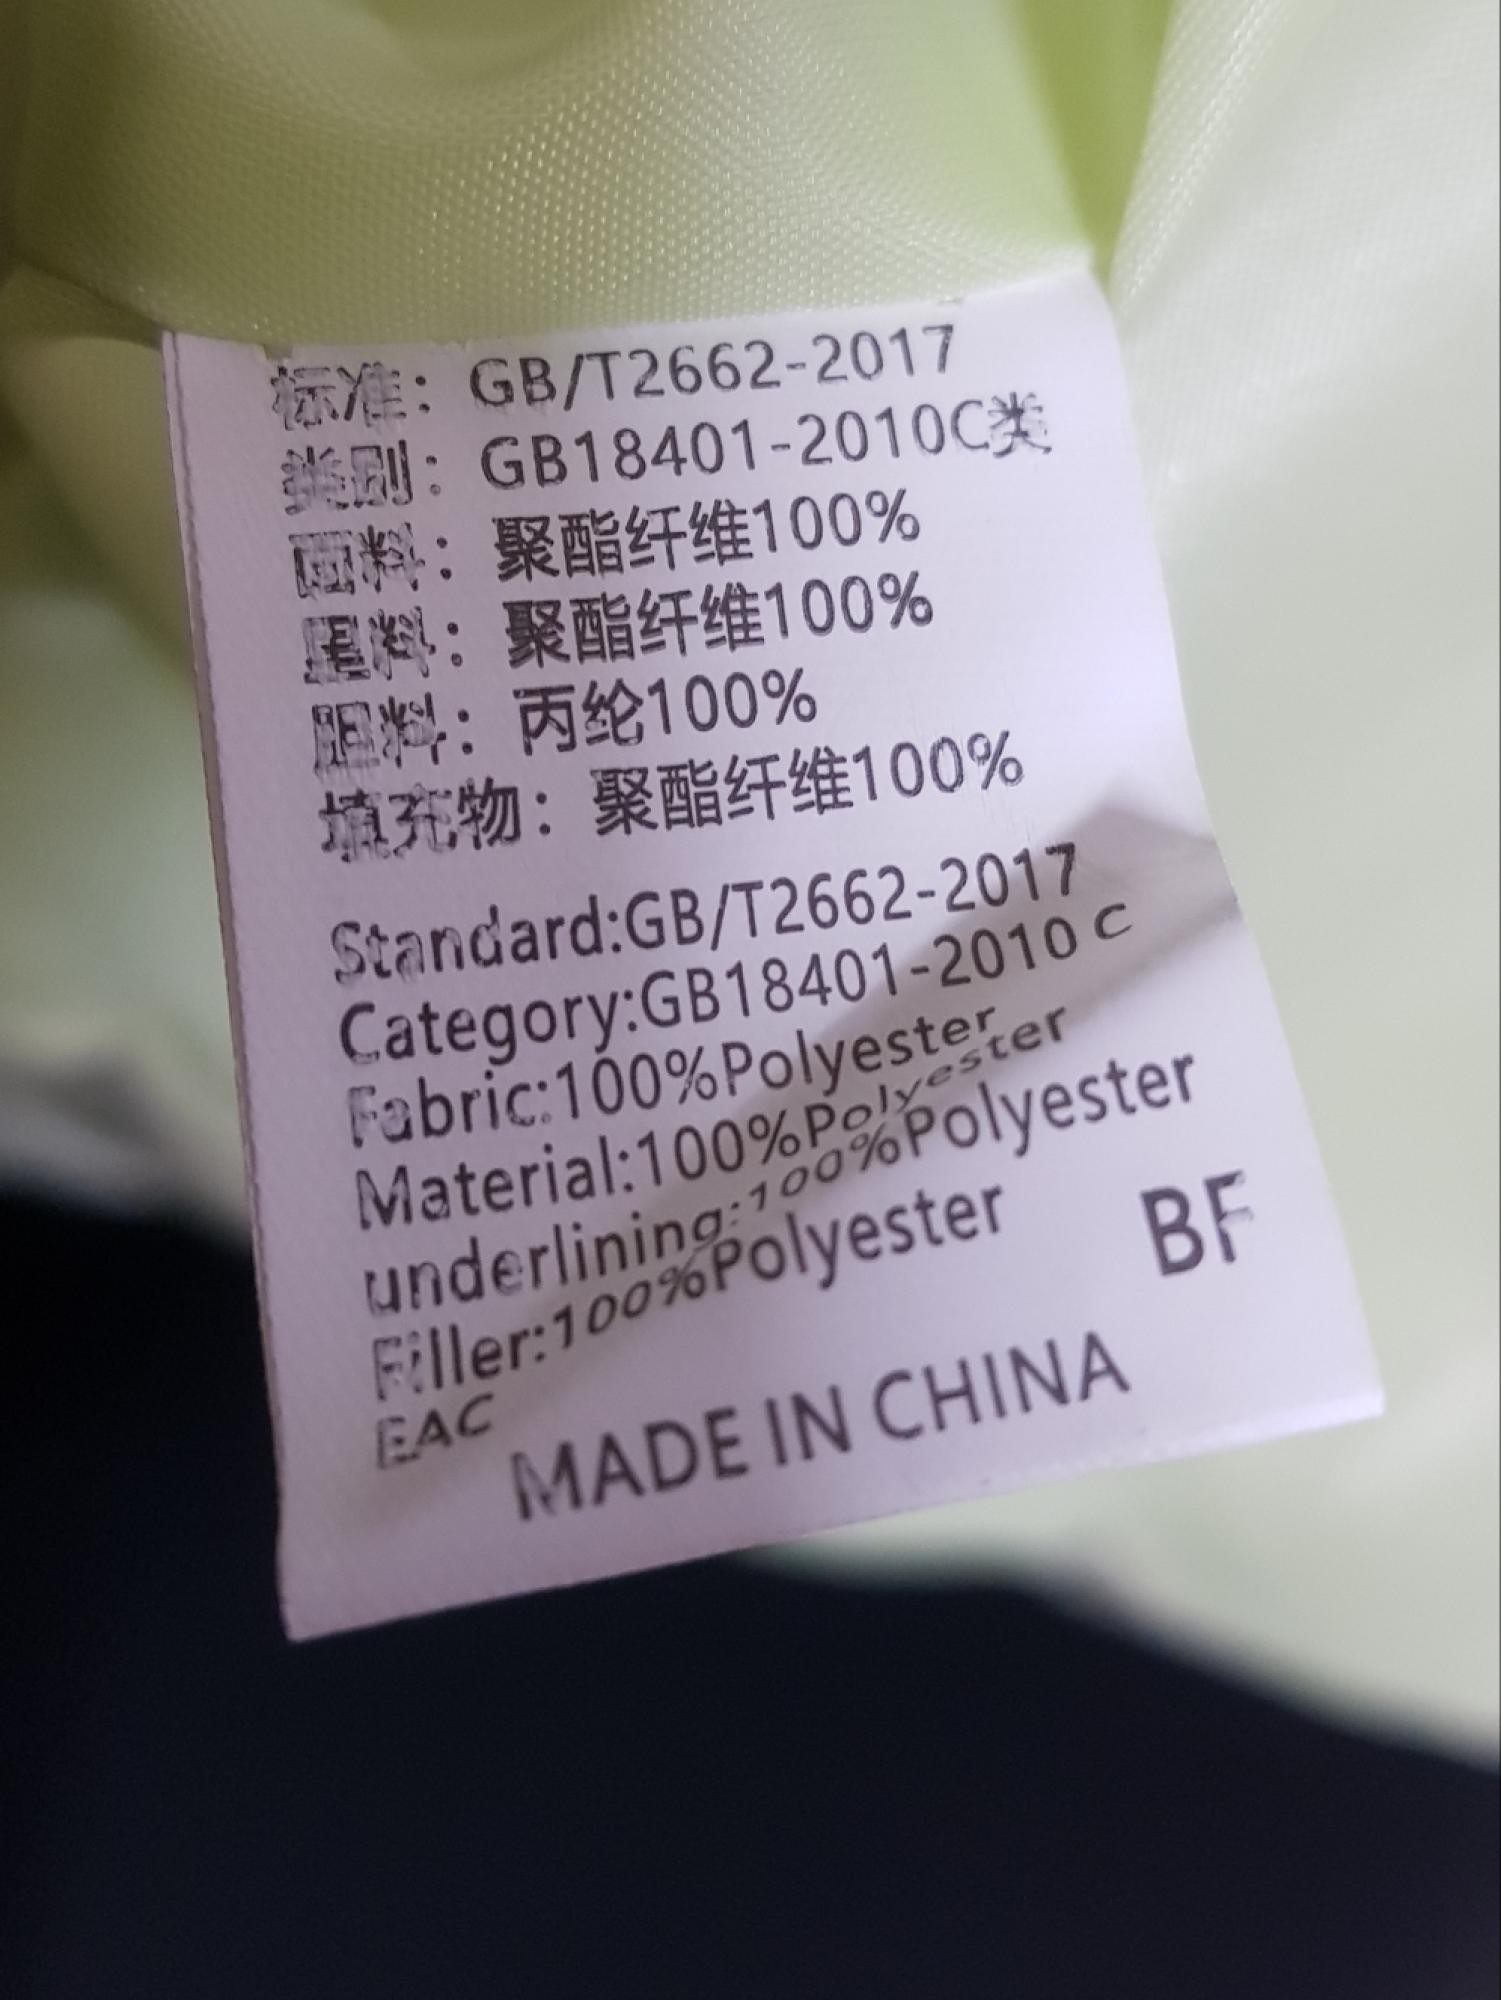 标准：GB/T2662-2017
类别：GB18401-2010C类
面料：聚酯纤维100%
里料：聚酯纤维100%
胆料：丙纶100%
填充物：聚酯纤维100%
Standard:GB/T2662-2017
Category:GB18401-2010 C
Fabric:100%Polyester
Material:100%Polyester
underlining:100%Polyester
Filler:100%Polyester
BF
EAC
MADE IN CHINA